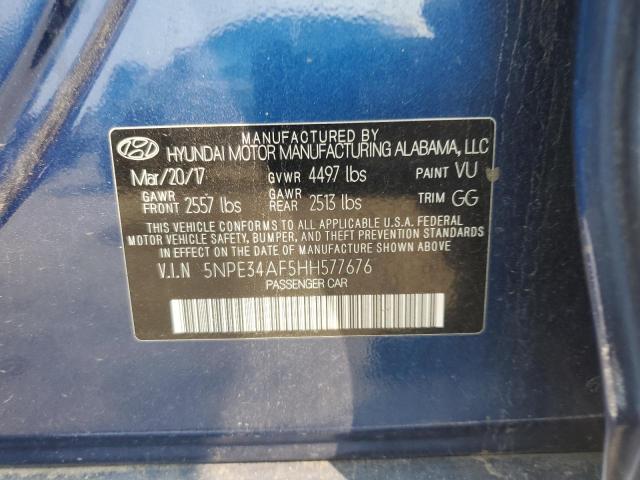 MANUFACTURED BY
HYUNDAI MOTOR MANUFACTURING ALABAMA, LLC
Mar/20/17 GVWR 4497 lbs PAINT VU
GAWR FRONT 2557 lbs GAWR REAR 2513 lbs TRIM GG
THIS VEHICLE CONFORMS TO ALL APPLICABLE U.S.A. FEDERAL
MOTOR VEHICLE SAFETY, BUMPER, AND THEFT PREVENTION STANDARDS
IN EFFECT ON THE DATE OF MANUFACTURE SHOWN ABOVE.
V.I.N 5NPE34AF5HH577676
PASSENGER CAR